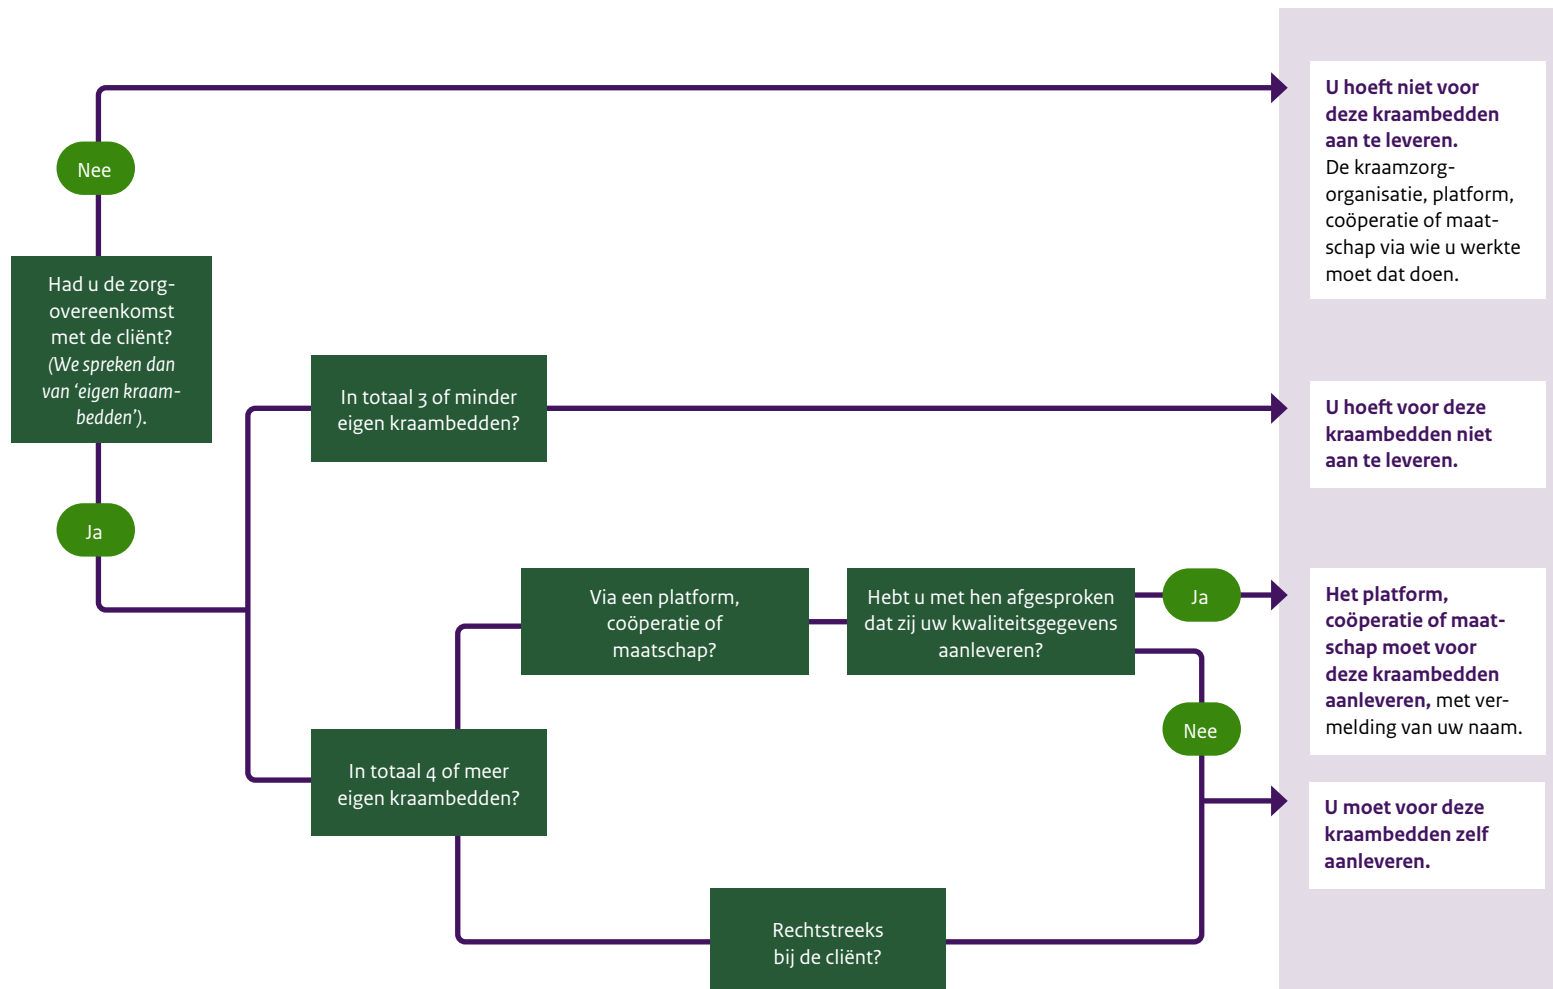 Nee
Had u de zorg-
overeenkomst
met de cliënt?
(We spreken dan
van ‘eigen kraam-
bedden’).
Ja
In totaal 3 of minder
eigen kraambedden?
In totaal 4 of meer
eigen kraambedden?
Via een platform,
coöperatie of
maatschap?
Hebt u met hen afgesproken
dat zij uw kwaliteitsgegevens
aanleveren?
Ja
Nee
Rechtstreeks
bij de cliënt?
U hoeft niet voor
deze kraambedden
aan te leveren.
De kraamzorg-
organisatie, platform,
coöperatie of maat-
schap via wie u werkte
moet dat doen.
U hoeft voor deze
kraambedden niet
aan te leveren.
Het platform,
coöperatie of maat-
schap moet voor
deze kraambedden
aanleveren, met ver-
melding van uw naam.
U moet voor deze
kraambedden zelf
aanleveren.